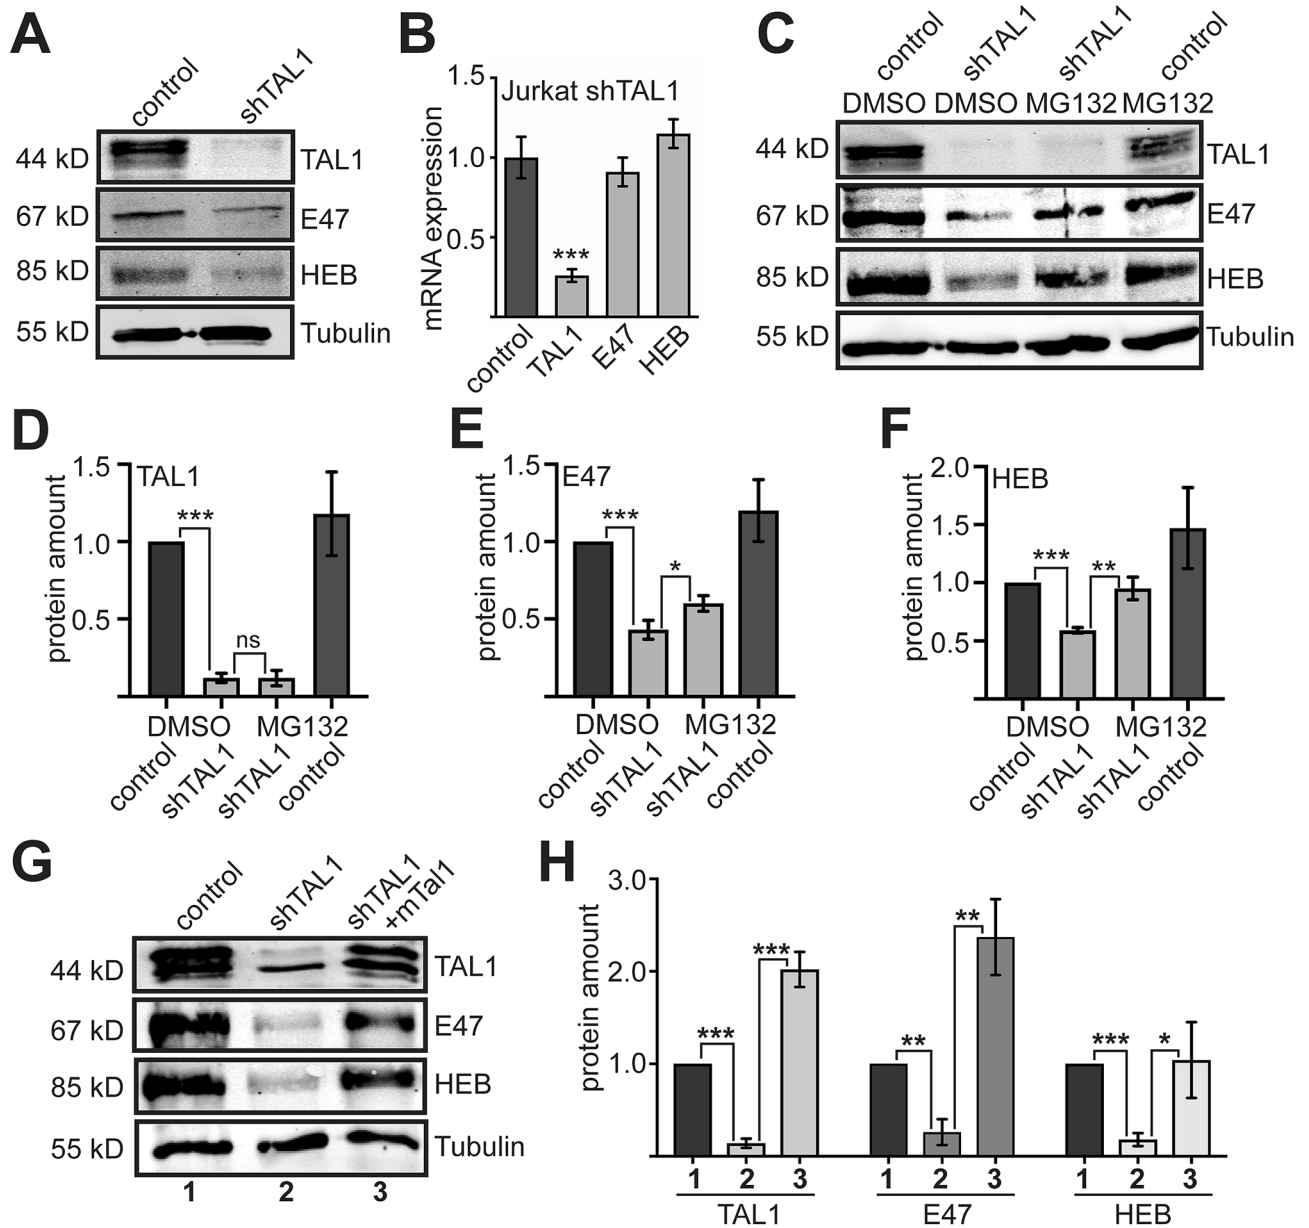 A
control
shTAL1
44 kD
TAL1
67 kD
E47
85 kD
HEB
55 kD
Tubulin
B
Jurkat shTAL1
mRNA expression
1.5
1.0
0.5
***
control
TAL1
E47
HEB
C
control
shTAL1
shTAL1
control
DMSO DMSO MG132 MG132
44 kD
TAL1
67 kD
E47
85 kD
HEB
55 kD
Tubulin
D
TAL1
protein amount
1.5
1.0
0.5
***
ns
DMSO MG132
control
shTAL1
shTAL1
control
E
E47
protein amount
1.5
1.0
0.5
***
*
DMSO MG132
control
shTAL1
shTAL1
control
F
HEB
protein amount
2.0
1.5
1.0
0.5
***
**
DMSO MG132
control
shTAL1
shTAL1
control
G
control
shTAL1
shTAL1
+mTal1
44 kD
TAL1
67 kD
E47
85 kD
HEB
55 kD
Tubulin
1 2 3
H
protein amount
3.0
2.0
1.0
***
***
**
**
***
*
1 2 3 1 2 3 1 2 3
TAL1 E47 HEB